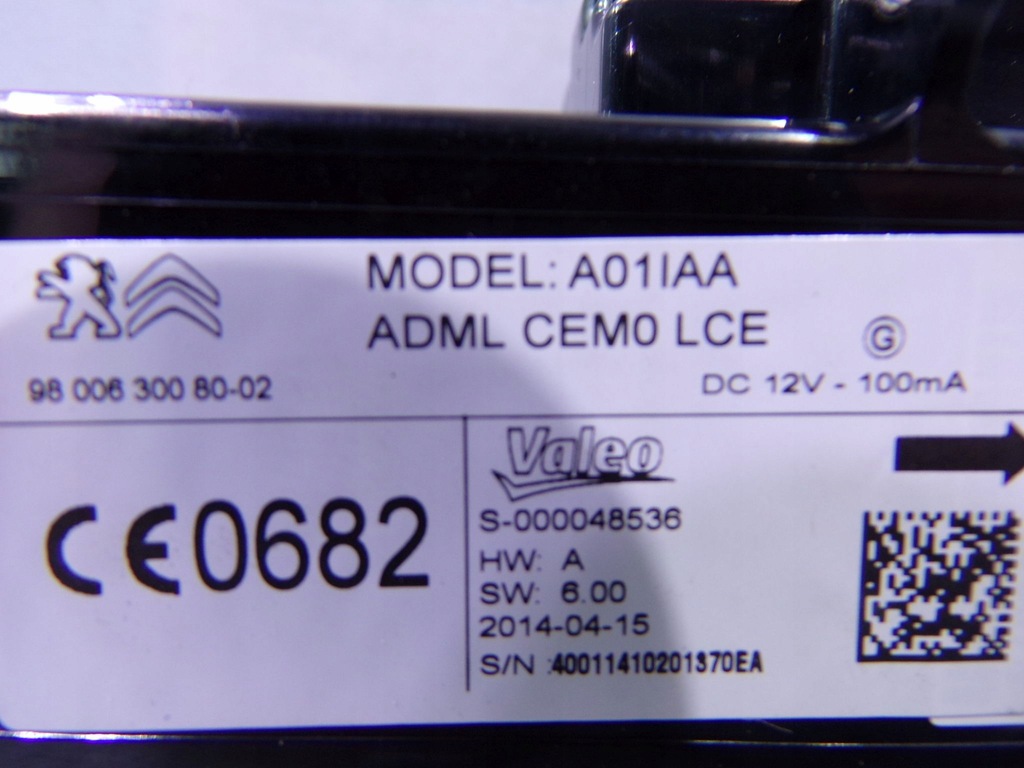 MODEL: A01IAA
ADML CEM0 LCE
G
98 006 300 80-02
DC 12V - 100mA
CE0682
Valeo
S-000048536
HW: A
SW: 6.00
2014-04-15
S/N :40011410201370EA